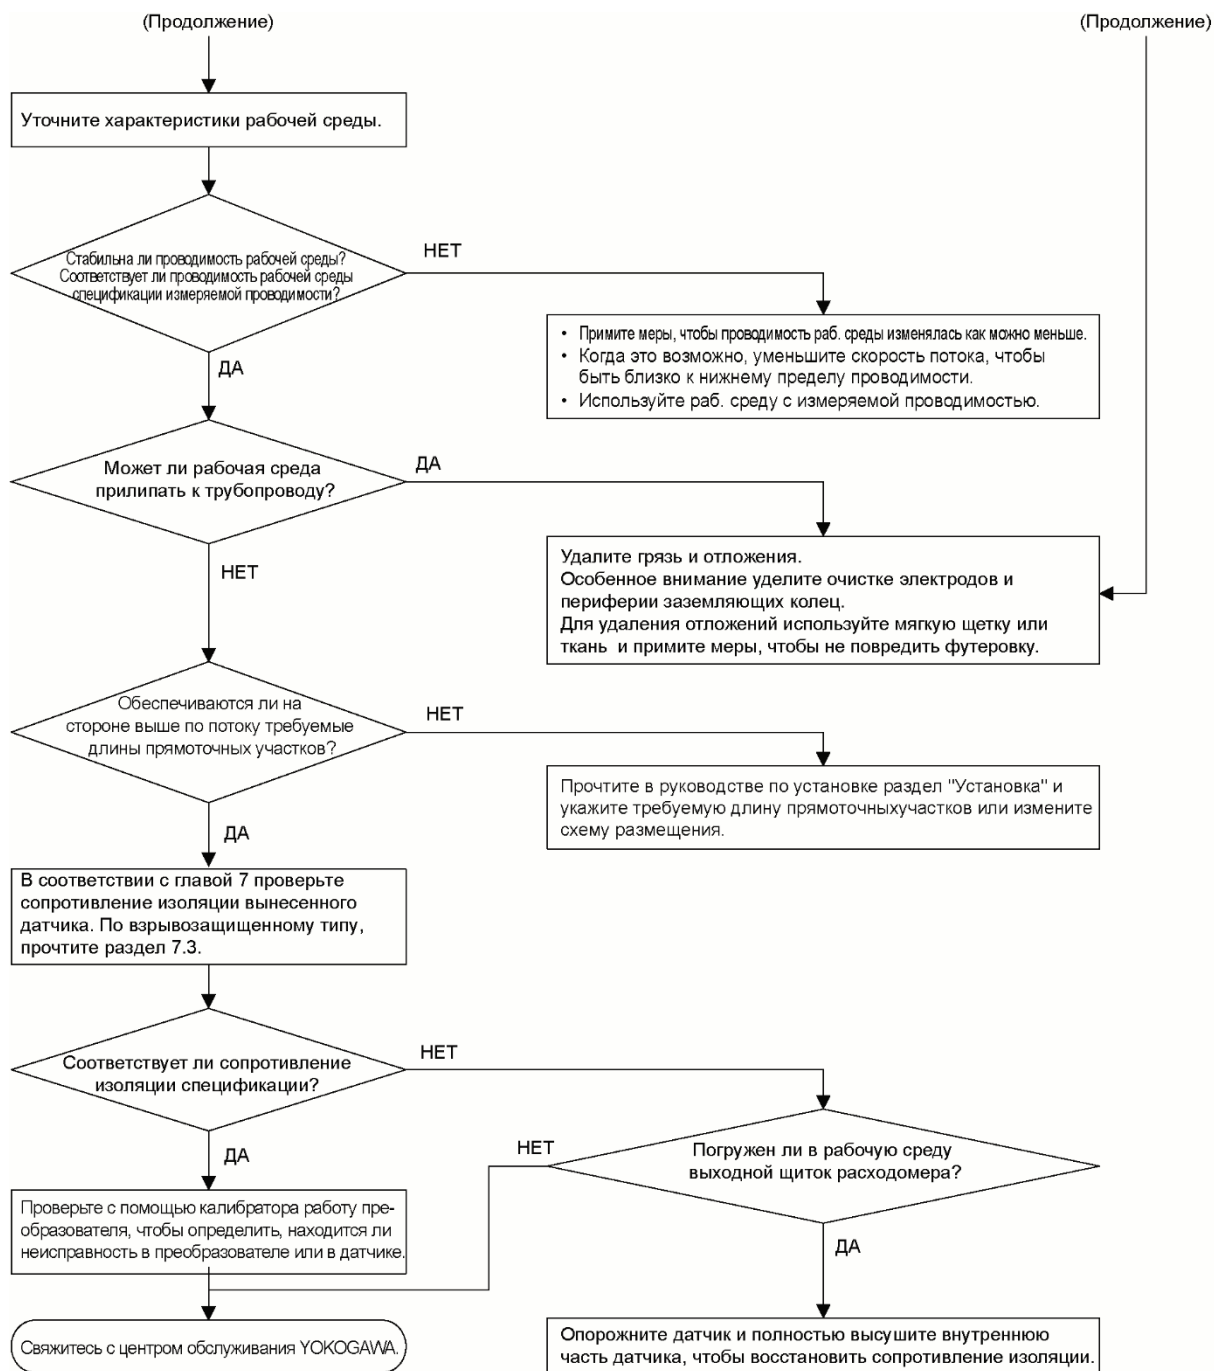 (Продолжение)
(Продолжение)
Уточните характеристики рабочей среды.
Стабильна ли проводимость рабочей среды?
Соответствует ли проводимость рабочей среды
спецификации измеряемой проводимости?
НЕТ
• Примите меры, чтобы проводимость раб. среды изменялась как можно меньше.
• Когда это возможно, уменьшите скорость потока, чтобы
быть близко к нижнему пределу проводимости.
• Используйте раб. среду с измеряемой проводимостью.
ДА
Может ли рабочая среда
прилипать к трубопроводу?
ДА
Удалите грязь и отложения.
Особенное внимание уделите очистке электродов и
периферии заземляющих колец.
Для удаления отложений используйте мягкую щетку или
ткань и примите меры, чтобы не повредить футеровку.
НЕТ
Обеспечиваются ли на
стороне выше по потоку требуемые
длины прямоточных участков?
НЕТ
Прочтите в руководстве по установке раздел "Установка" и
укажите требуемую длину прямоточныхучастков или измените
схему размещения.
ДА
В соответствии с главой 7 проверьте
сопротивление изоляции вынесенного
датчика. По взрывозащищенному типу,
прочтите раздел 7.3.
Соответствует ли сопротивление
изоляции спецификации?
НЕТ
Погружен ли в рабочую среду
выходной щиток расходомера?
НЕТ
ДА
ДА
Проверьте с помощью калибратора работу пре-
образователя, чтобы определить, находится ли
неисправность в преобразователе или в датчике.
Свяжитесь с центром обслуживания YOKOGAWA.
Опорожните датчик и полностью высушите внутреннюю
часть датчика, чтобы восстановить сопротивление изоляции.